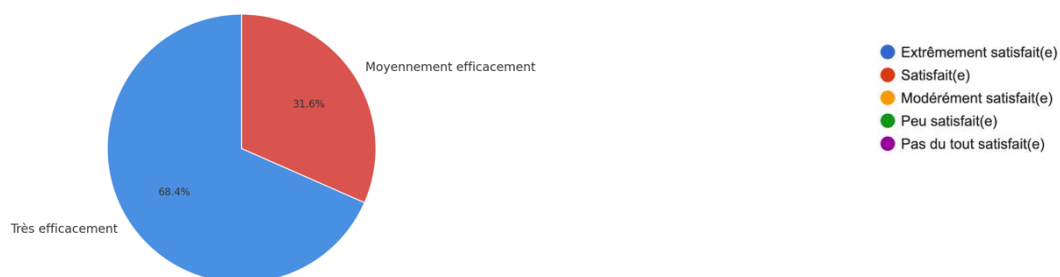 Moyennement efficacement
31.6%
68.4%
Très efficacement
Extrêmement satisfait(e)
Satisfait(e)
Modérément satisfait(e)
Peu satisfait(e)
Pas du tout satisfait(e)